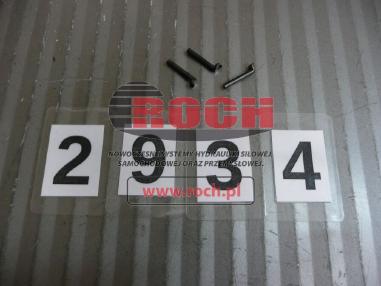 ROCH
2 9 3 4
NOWOCZESNE SYSTEMY HYDRAULIKI SIŁOWEJ,
SAMOCHODOWEJ ORAZ PRZEMYSŁOWEJ.
www.roch.pl